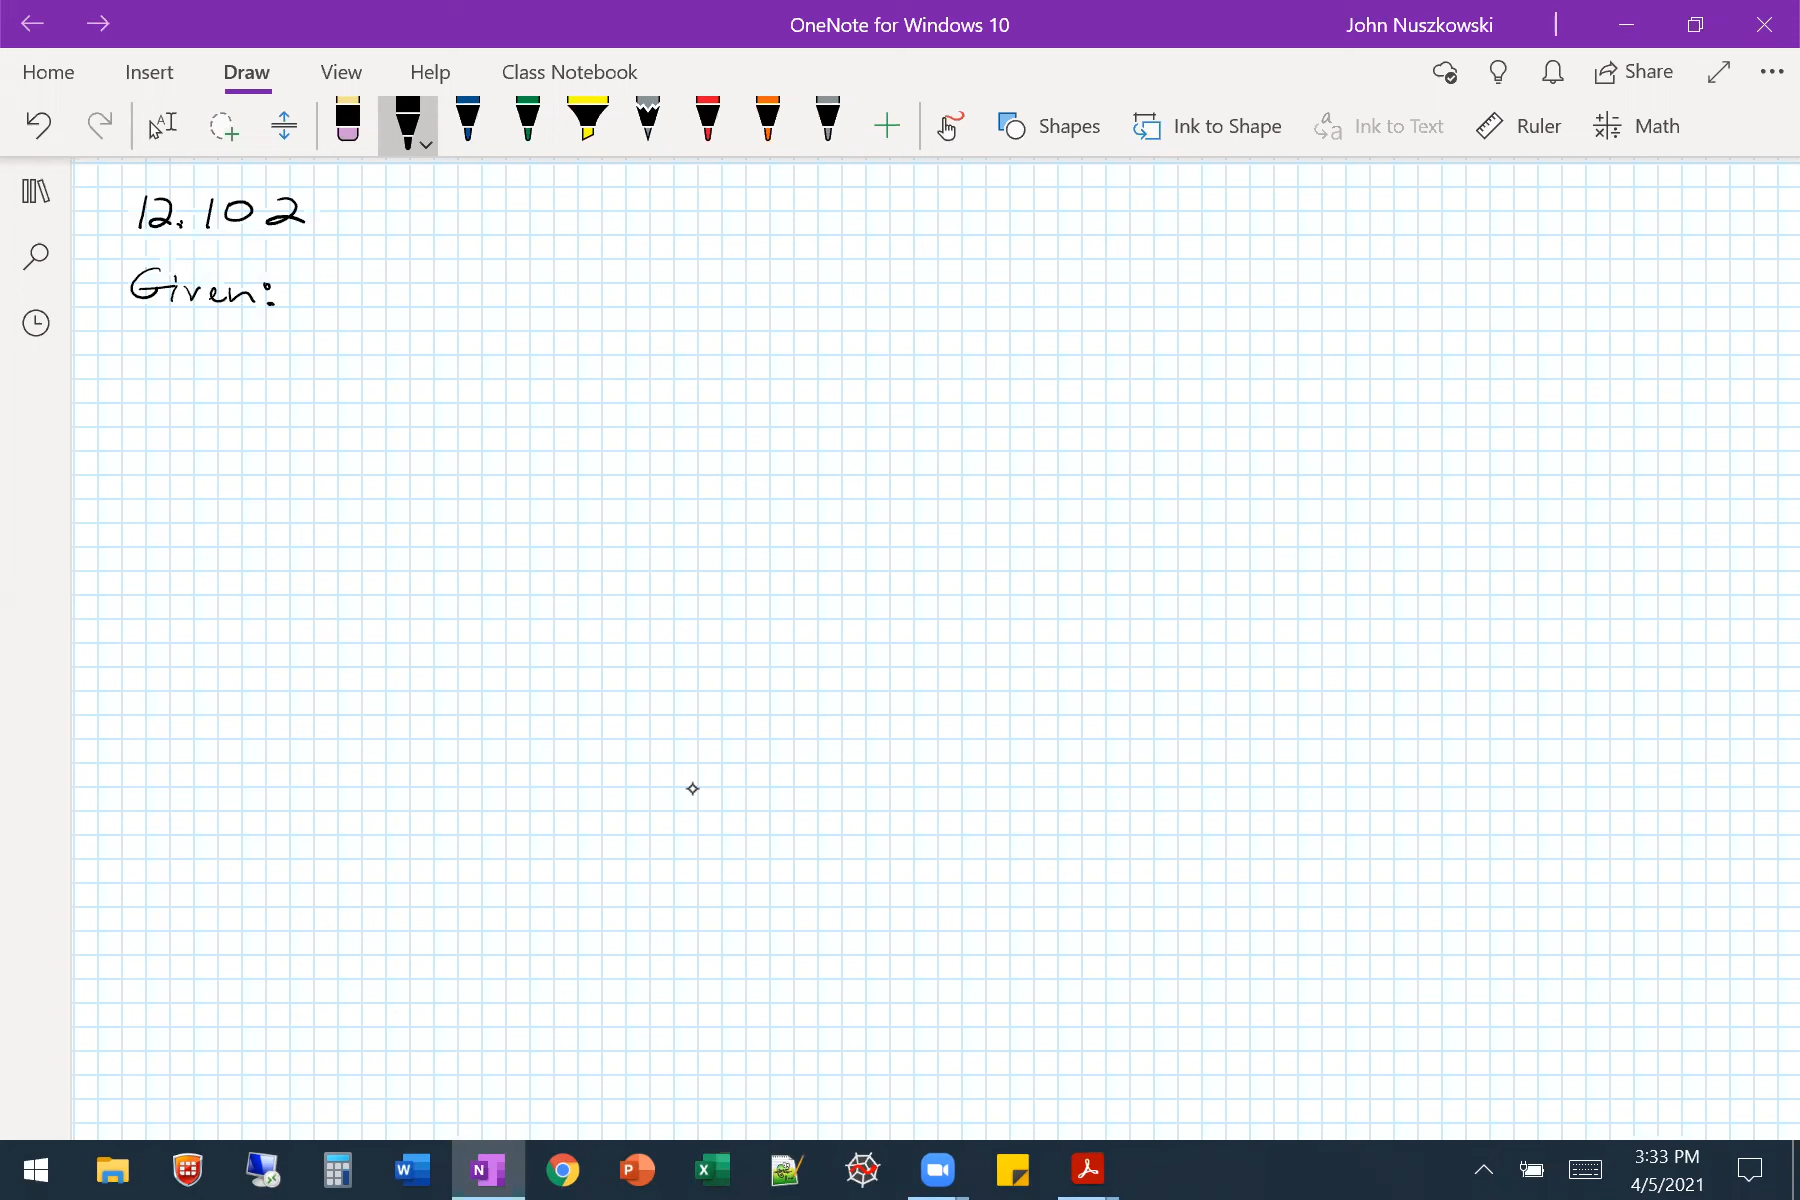 OneNote for Windows 10
John Nuszkowski
Home Insert Draw View Help Class Notebook
Share
Shapes Ink to Shape Ink to Text Ruler Math
12.102
Given:
3:33 PM
4/5/2021